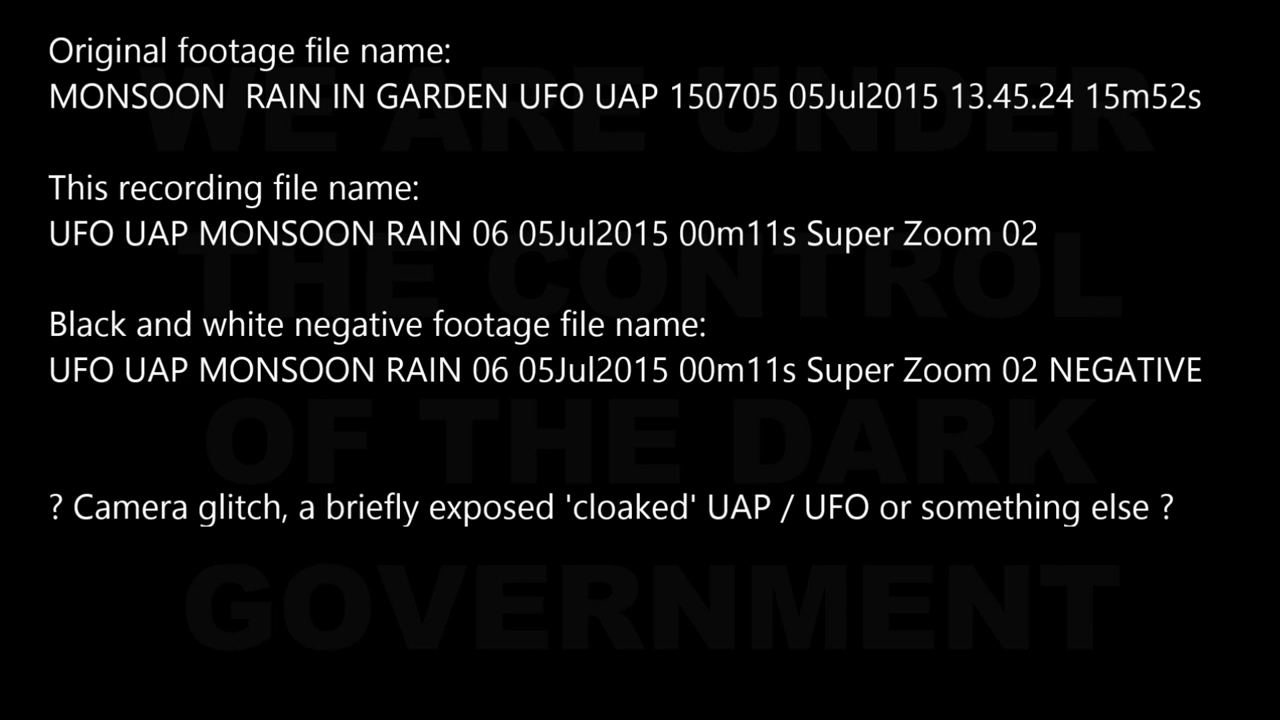 Original footage file name:
MONSOON  RAIN IN GARDEN UFO UAP 150705 05Jul2015 13.45.24 15m52s
This recording file name:
UFO UAP MONSOON RAIN 06 05Jul2015 00m11s Super Zoom 02
Black and white negative footage file name:
UFO UAP MONSOON RAIN 06 05Jul2015 00m11s Super Zoom 02 NEGATIVE
? Camera glitch, a briefly exposed 'cloaked' UAP / UFO or something else ?
WE ARE UNDER
THE CONTROL
OF THE DARK
GOVERNMENT